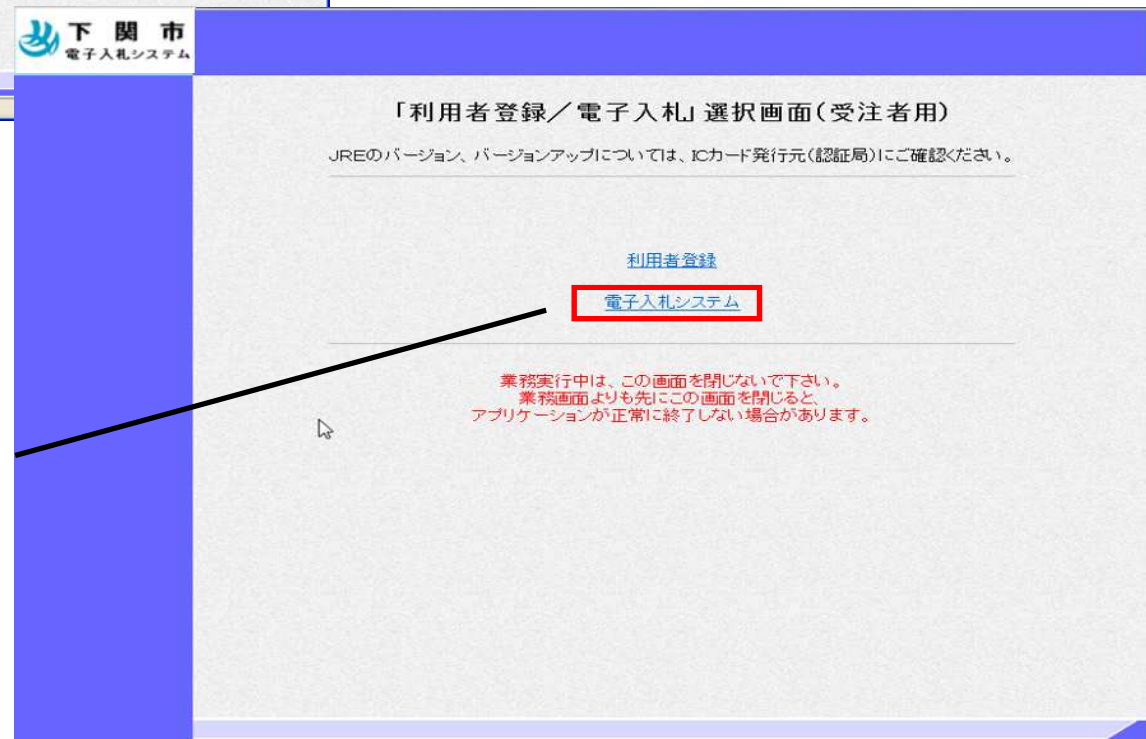 下関市
電子入札システム
「利用者登録／電子入札」選択画面(受注者用)
JREのバージョン、バージョンアップについては、ICカード発行元(認証局)にご確認ください。
利用者登録
電子入札システム
業務実行中は、この画面を閉じないで下さい。
業務画面よりも先にこの画面を閉じると、
アプリケーションが正常に終了しない場合があります。